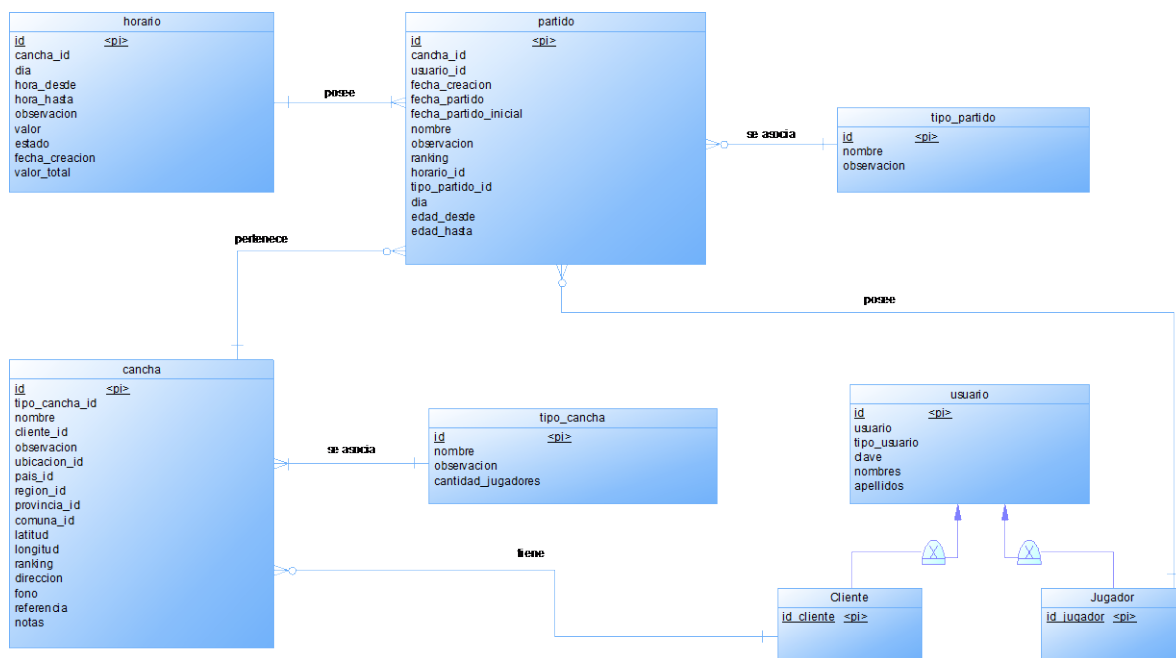 horario
id <pi>
cancha_id
dia
hora_desde
hora_hasta
observacion
valor
estado
fecha_creacion
valor_total
posee
partido
id <pi>
cancha_id
usuario_id
fecha_creacion
fecha_partido
fecha_partido_inicial
nombre
observacion
ranking
horario_id
tipo_partido_id
dia
edad_desde
edad_hasta
se asocia
tipo_partido
id <pi>
nombre
observacion
pertenece
posee
cancha
id <pi>
tipo_cancha_id
nombre
cliente_id
observacion
ubicacion_id
pais_id
region_id
provincia_id
comuna_id
latitud
longitud
ranking
direccion
fono
referencia
notas
se asocia
tipo_cancha
id <pi>
nombre
observacion
cantidad_jugadores
usuario
id <pi>
usuario
tipo_usuario
clave
nombres
apellidos
X
X
tiene
Cliente
id_cliente <pi>
Jugador
id_jugador <pi>